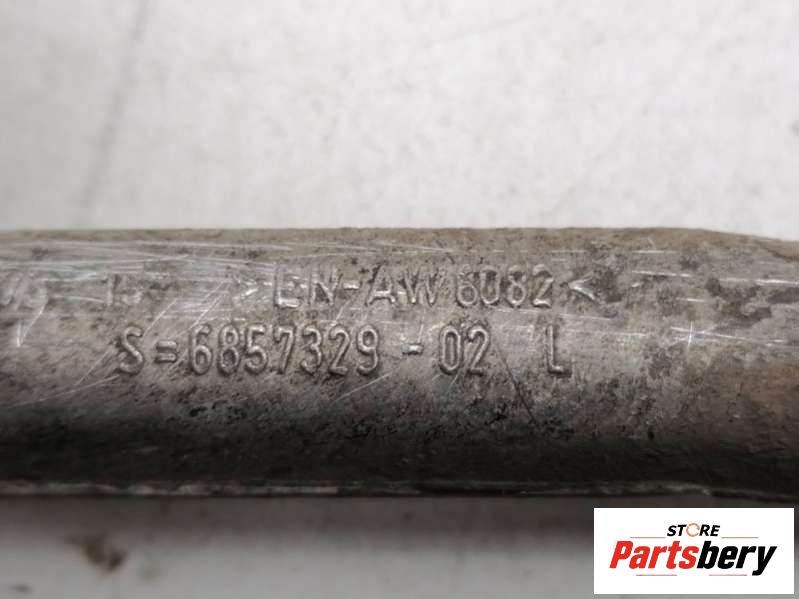 >EN-AW 6082<
S=6857329-02 L
STORE
Partsbery